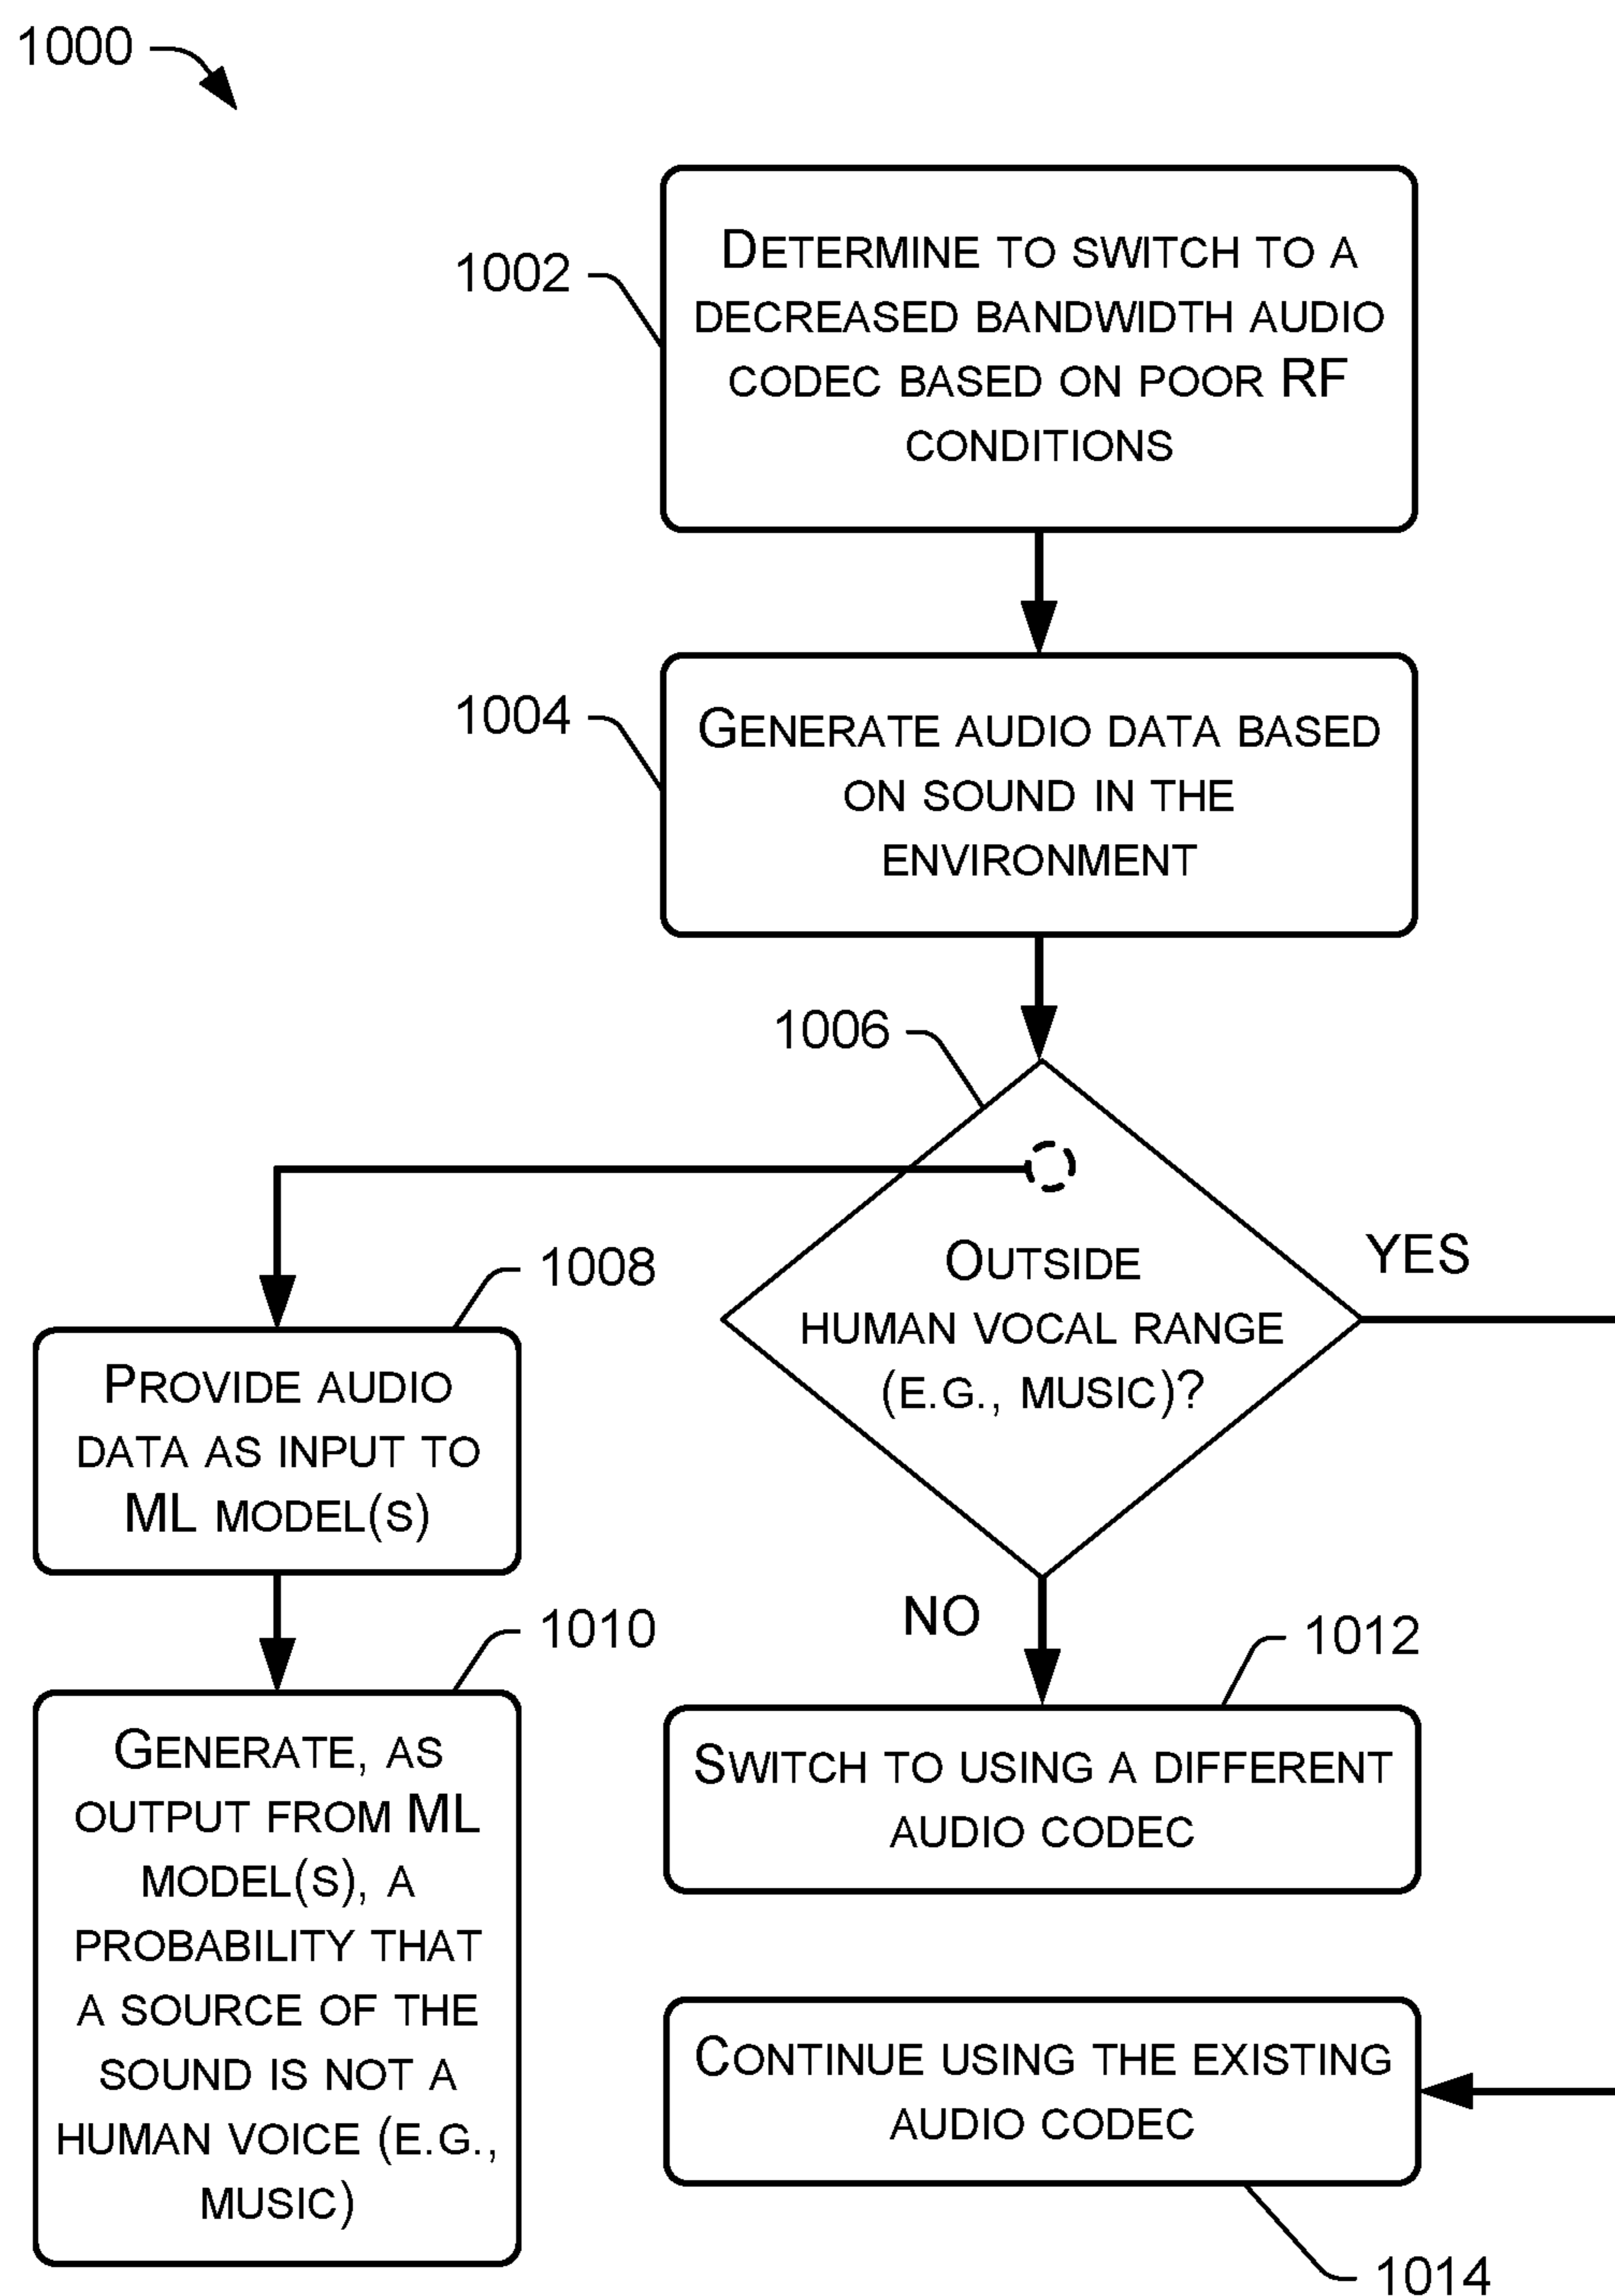 1000
1002
DETERMINE TO SWITCH TO A
DECREASED BANDWIDTH AUDIO
CODEC BASED ON POOR RF
CONDITIONS
1004
GENERATE AUDIO DATA BASED
ON SOUND IN THE
ENVIRONMENT
1006
OUTSIDE
HUMAN VOCAL RANGE
(E.G., MUSIC)?
YES
NO
1008
PROVIDE AUDIO
DATA AS INPUT TO
ML MODEL(S)
1010
GENERATE, AS
OUTPUT FROM ML
MODEL(S), A
PROBABILITY THAT
A SOURCE OF THE
SOUND IS NOT A
HUMAN VOICE (E.G.,
MUSIC)
1012
SWITCH TO USING A DIFFERENT
AUDIO CODEC
CONTINUE USING THE EXISTING
AUDIO CODEC
1014